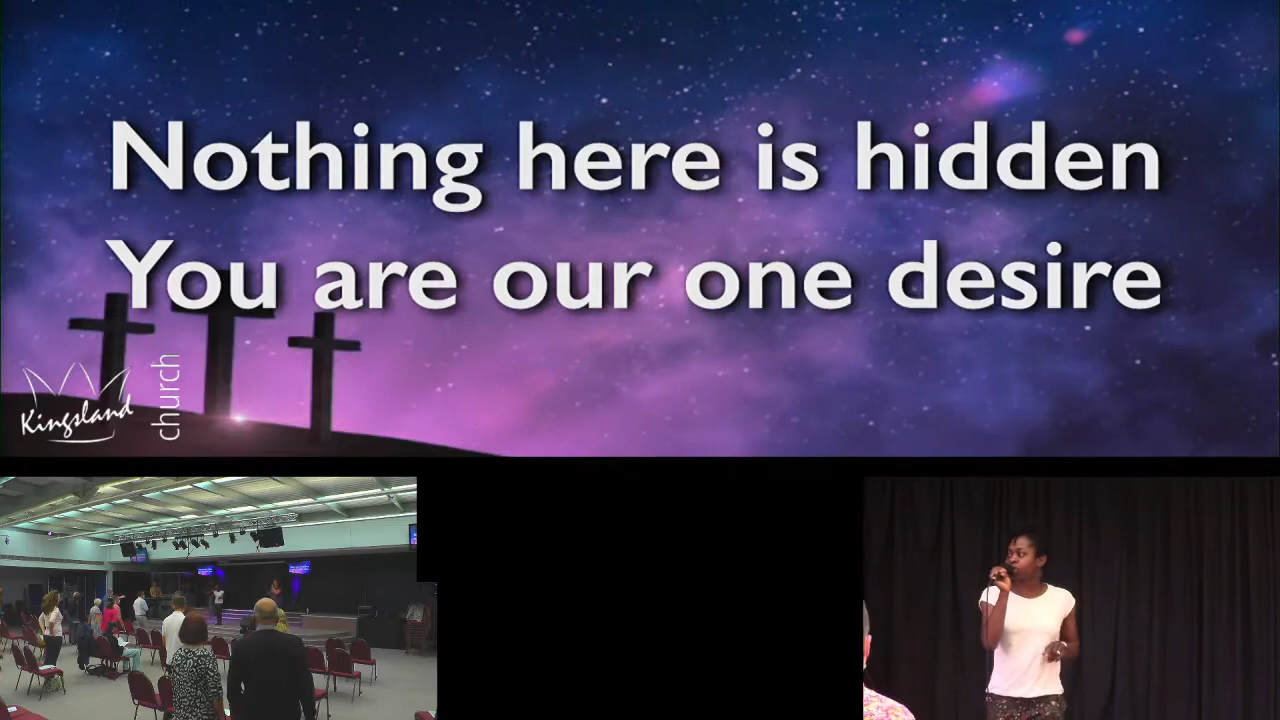 Nothing here is hidden
You are our one desire
Kingsland
church